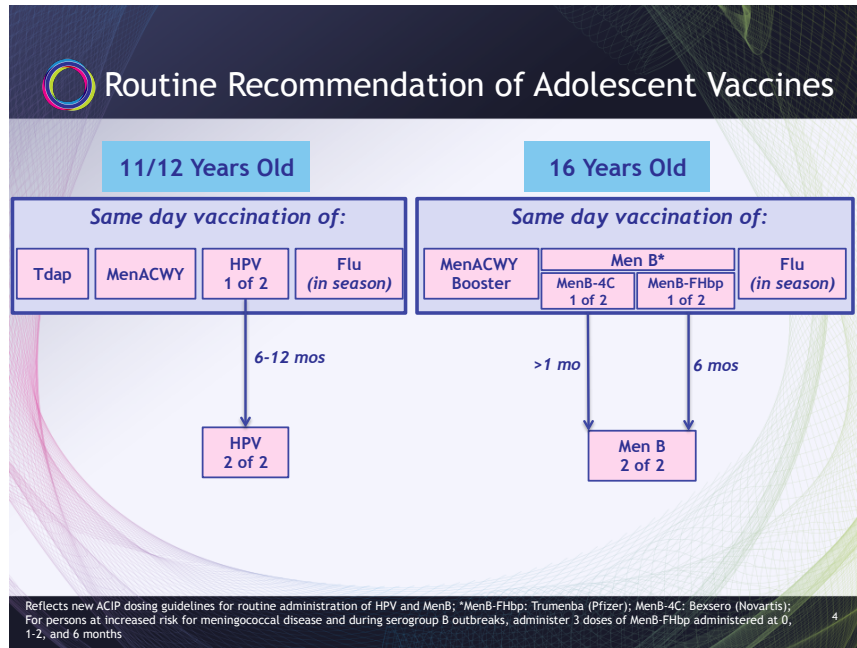 Routine Recommendation of Adolescent Vaccines
11/12 Years Old
Same day vaccination of:
Tdap
MenACWY
HPV
1 of 2
Flu
(in season)
6-12 mos
HPV
2 of 2
16 Years Old
Same day vaccination of:
MenACWY
Booster
Men B*
MenB-4C
1 of 2
MenB-FHbp
1 of 2
Flu
(in season)
>1 mo
6 mos
Men B
2 of 2
Reflects new ACIP dosing guidelines for routine administration of HPV and MenB; *MenB-FHbp: Trumenba (Pfizer); MenB-4C: Bexsero (Novartis);
For persons at increased risk for meningococcal disease and during serogroup B outbreaks, administer 3 doses of MenB-FHbp administered at 0,
1-2, and 6 months
4